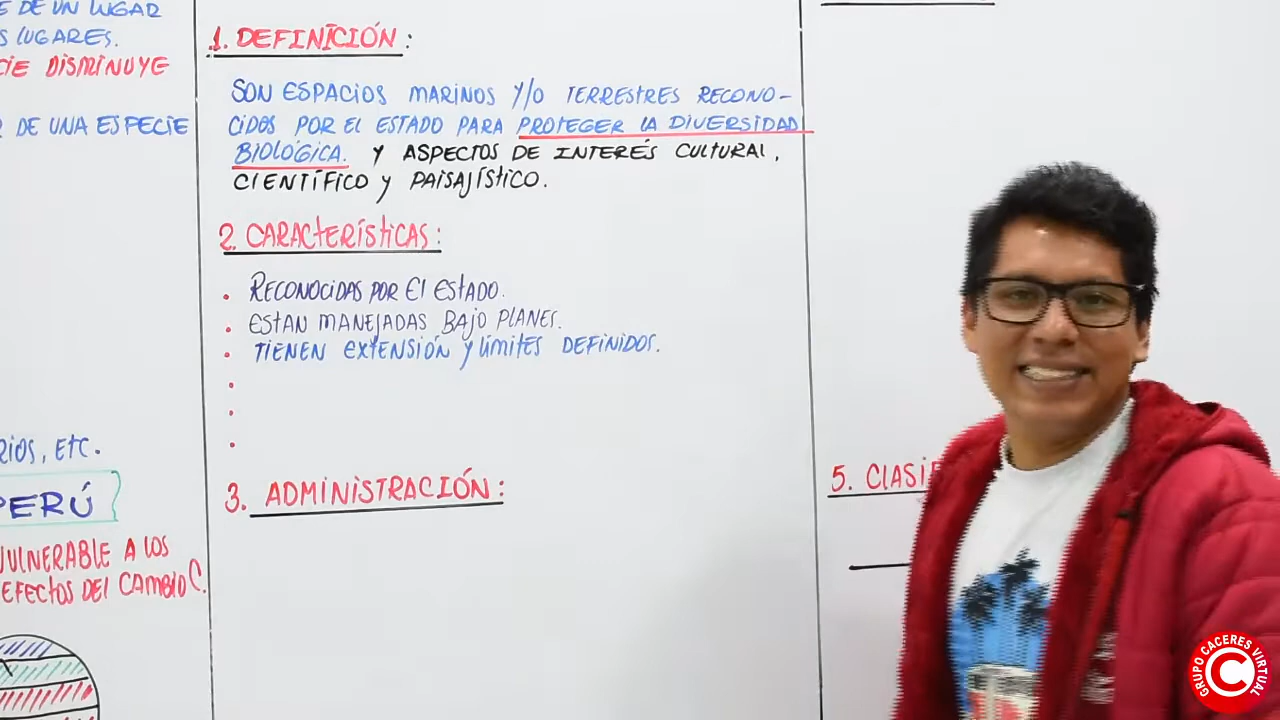 E DE UN LUGAR
S LUGARES.
CIE DISMINUYE
R DE UNA ESPECIE
RIOS, ETC.
PERÚ
VULNERABLE A LOS
EFECTOS DEL CAMBIO C.
1. DEFINICIÓN:
SON ESPACIOS MARINOS Y/O TERRESTRES RECONO-
CIDOS POR EL ESTADO PARA PROTEGER LA DIVERSIDAD
BIOLÓGICA. Y ASPECTOS DE INTERÉS CULTURAL,
CIENTÍFICO Y PAISAJÍSTICO.
2. CARACTERÍSTICAS:
• RECONOCIDAS POR EL ESTADO.
• ESTAN MANEJADAS BAJO PLANES.
• TIENEN EXTENSIÓN Y LÍMITES DEFINIDOS.
•
•
•
3. ADMINISTRACIÓN:
5. CLASI
GRUPO CACERES VIRTUAL
C